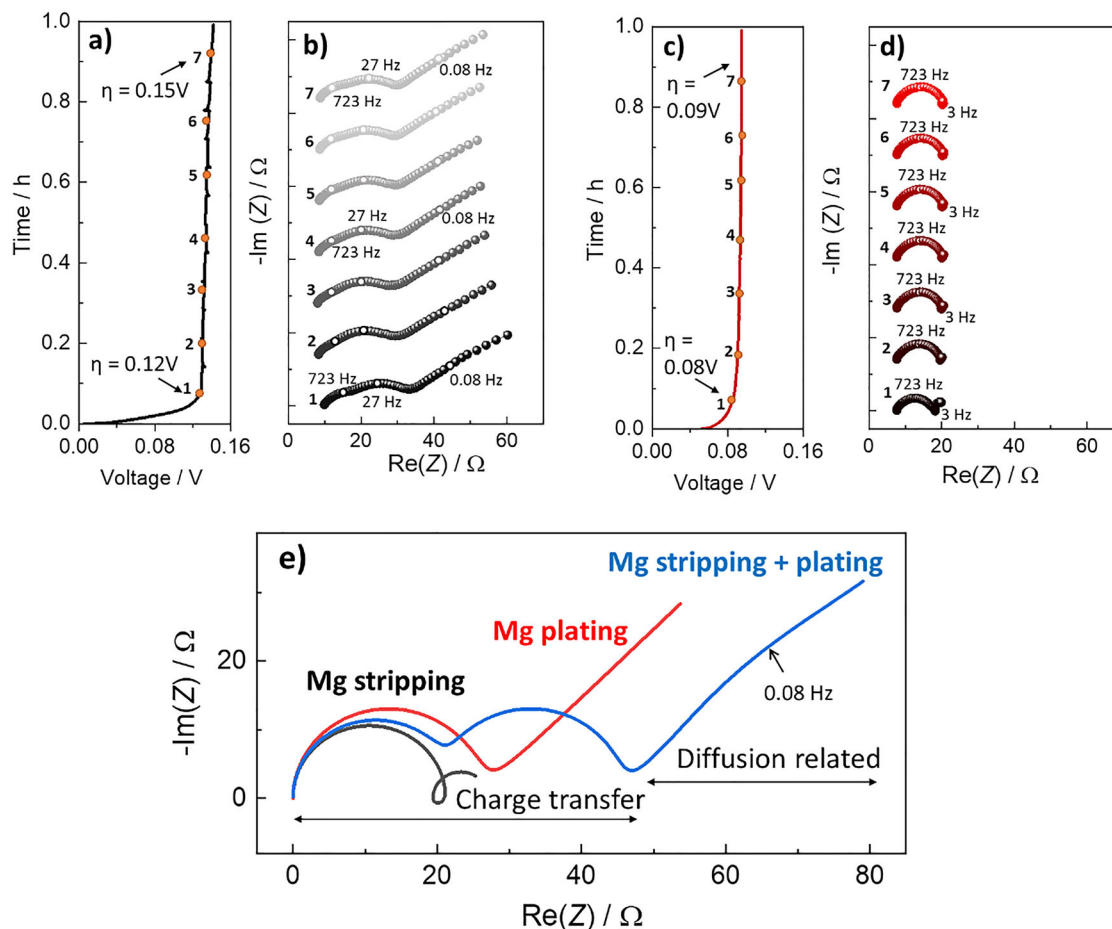 a)
1.0
0.8
0.6
0.4
0.2
0.0
Time / h
0.00
0.08
0.16
Voltage / V
7
η = 0.15V
6
5
4
3
2
η = 0.12V
1
b)
-Im (Z) / Ω
0
20
40
60
Re(Z) / Ω
27 Hz
0.08 Hz
7
723 Hz
6
5
27 Hz
4
0.08 Hz
723 Hz
3
2
723 Hz
0.08 Hz
1
27 Hz
c)
1.0
0.8
0.6
0.4
0.2
0.0
Time / h
0.00
0.08
0.16
Voltage / V
7
η =
0.09V
6
5
4
3
η =
0.08V
2
1
d)
-Im (Z) / Ω
0
20
40
60
Re(Z) / Ω
723 Hz
7
3 Hz
723 Hz
6
723 Hz
5
3 Hz
723 Hz
4
723 Hz
3
3 Hz
723 Hz
2
723 Hz
1
3 Hz
e)
Mg stripping + plating
Mg plating
Mg stripping
0.08 Hz
Diffusion related
Charge transfer
-Im(Z) / Ω
20
0
0
20
40
60
80
Re(Z) / Ω